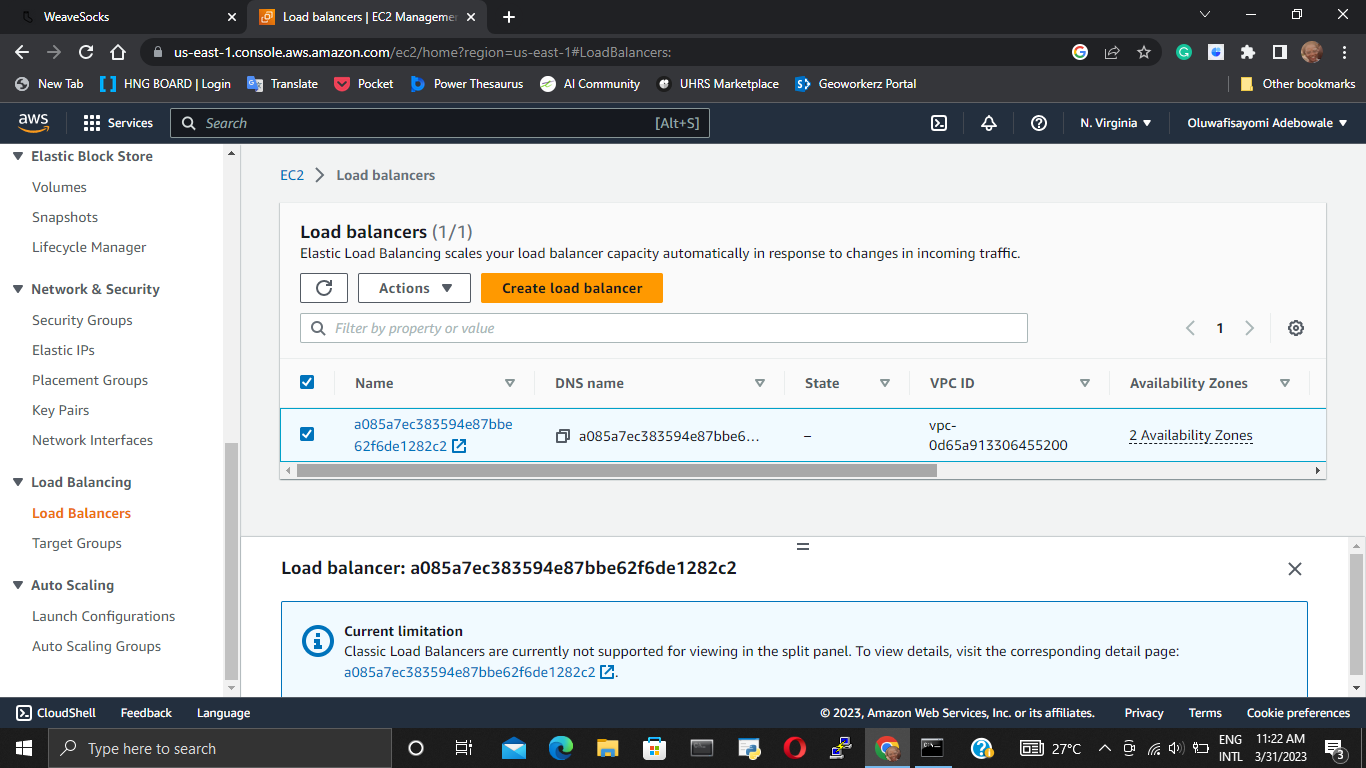 WeaveSocks
Load balancers | EC2 Managemen
us-east-1.console.aws.amazon.com/ec2/home?region=us-east-1#LoadBalancers:
New Tab
HNG BOARD | Login
Translate
Pocket
Power Thesaurus
AI Community
UHRS Marketplace
Geoworkerz Portal
Other bookmarks
aws
Services
Search
[Alt+S]
N. Virginia
Oluwafisayomi Adebowale
Elastic Block Store
Volumes
Snapshots
Lifecycle Manager
Network & Security
Security Groups
Elastic IPs
Placement Groups
Key Pairs
Network Interfaces
Load Balancing
Load Balancers
Target Groups
Auto Scaling
Launch Configurations
Auto Scaling Groups
EC2
Load balancers
Load balancers (1/1)
Elastic Load Balancing scales your load balancer capacity automatically in response to changes in incoming traffic.
Actions
Create load balancer
Filter by property or value
1
Name
DNS name
State
VPC ID
Availability Zones
a085a7ec383594e87bbe
62f6de1282c2
a085a7ec383594e87bbe6...
–
vpc-
0d65a913306455200
2 Availability Zones
Load balancer: a085a7ec383594e87bbe62f6de1282c2
Current limitation
Classic Load Balancers are currently not supported for viewing in the split panel. To view details, visit the corresponding detail page:
a085a7ec383594e87bbe62f6de1282c2.
CloudShell
Feedback
Language
© 2023, Amazon Web Services, Inc. or its affiliates.
Privacy
Terms
Cookie preferences
Type here to search
27°C
ENG
INTL
11:22 AM
3/31/2023
3